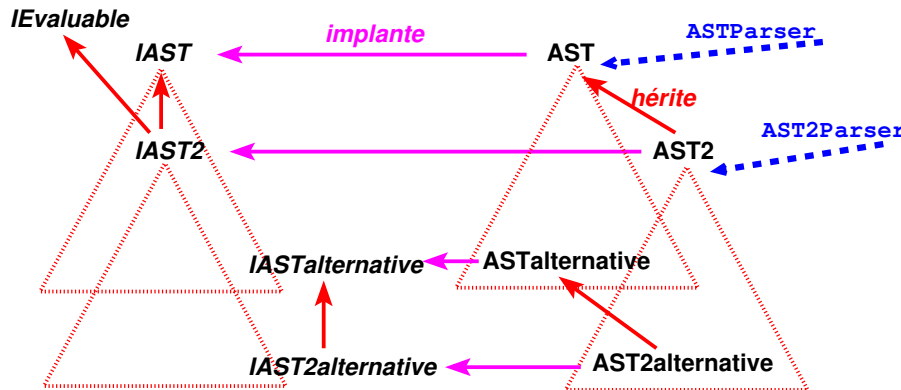 IEvaluable
IAST
implante
AST
ASTParser
hérite
IAST2
AST2
AST2Parser
IASTalternative
ASTalternative
IAST2alternative
AST2alternative